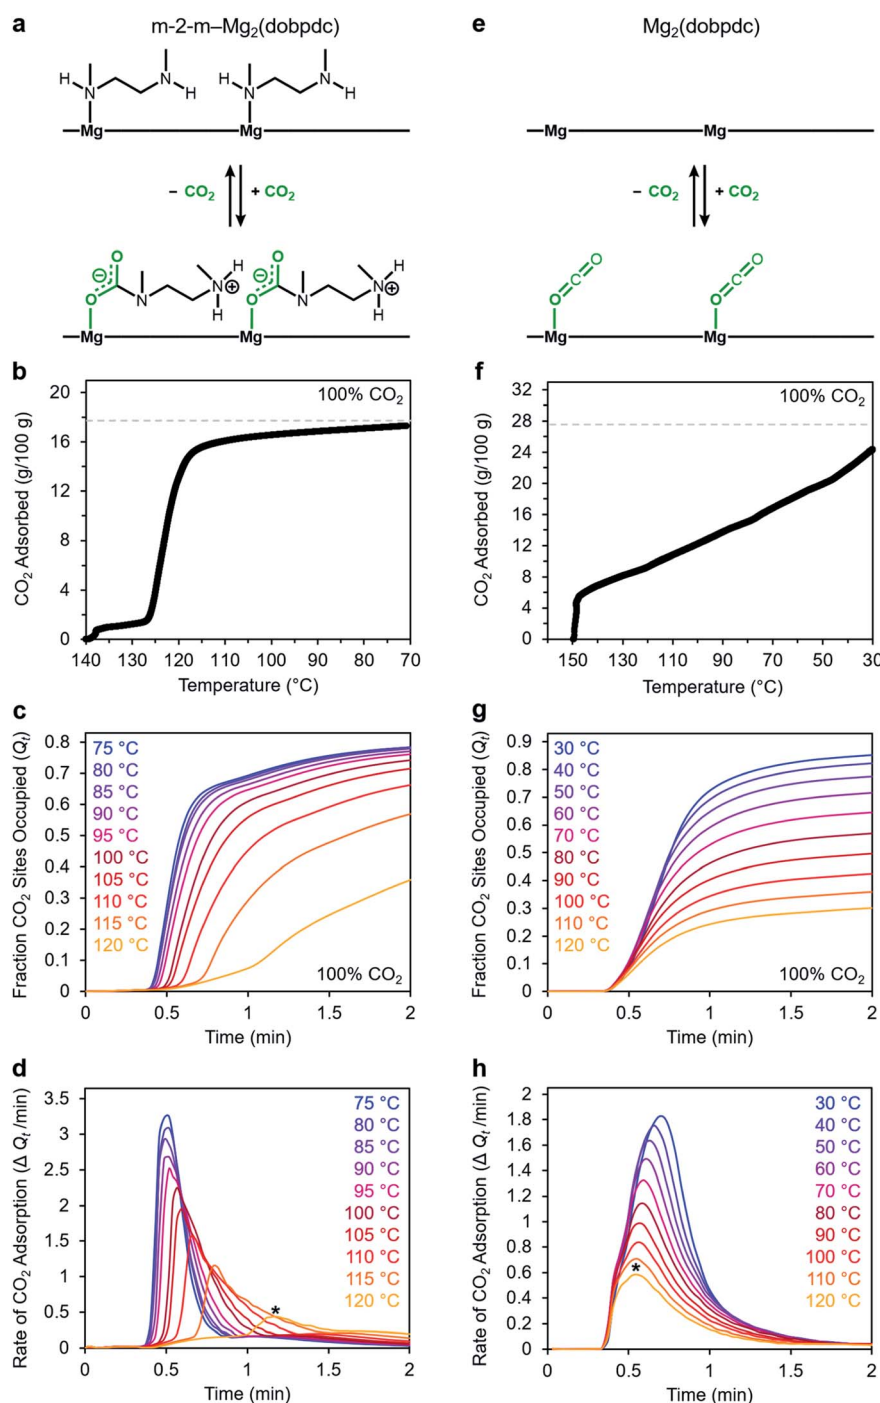 a
m-2-m–Mg2(dobpdc)
H
N
N
H
H
N
N
H
Mg
Mg
– CO2
+ CO2
O
⊖
O
N
N
H
H
⊕
O
⊖
O
N
N
H
H
⊕
Mg
Mg
e
Mg2(dobpdc)
Mg
Mg
– CO2
+ CO2
O
C
O
O
C
O
Mg
Mg
b
CO2 Adsorbed (g/100 g)
20
16
12
8
4
0
100% CO2
140 130 120 110 100 90 80 70
Temperature (°C)
f
CO2 Adsorbed (g/100 g)
32
28
24
20
16
12
8
4
0
100% CO2
150 130 110 90 70 50 30
Temperature (°C)
c
Fraction CO2 Sites Occupied (Qt)
0.8
0.7
0.6
0.5
0.4
0.3
0.2
0.1
0
75 °C
80 °C
85 °C
90 °C
95 °C
100 °C
105 °C
110 °C
115 °C
120 °C
100% CO2
0 0.5 1 1.5 2
Time (min)
g
Fraction CO2 Sites Occupied (Qt)
0.9
0.8
0.7
0.6
0.5
0.4
0.3
0.2
0.1
0
30 °C
40 °C
50 °C
60 °C
70 °C
80 °C
90 °C
100 °C
110 °C
120 °C
100% CO2
0 0.5 1 1.5 2
Time (min)
d
Rate of CO2 Adsorption (Δ Qt /min)
3.5
3
2.5
2
1.5
1
0.5
0
75 °C
80 °C
85 °C
90 °C
95 °C
100 °C
105 °C
110 °C
115 °C
120 °C
*
0 0.5 1 1.5 2
Time (min)
h
Rate of CO2 Adsorption (Δ Qt /min)
2
1.8
1.6
1.4
1.2
1
0.8
0.6
0.4
0.2
0
30 °C
40 °C
50 °C
60 °C
70 °C
80 °C
90 °C
100 °C
110 °C
120 °C
*
0 0.5 1 1.5 2
Time (min)